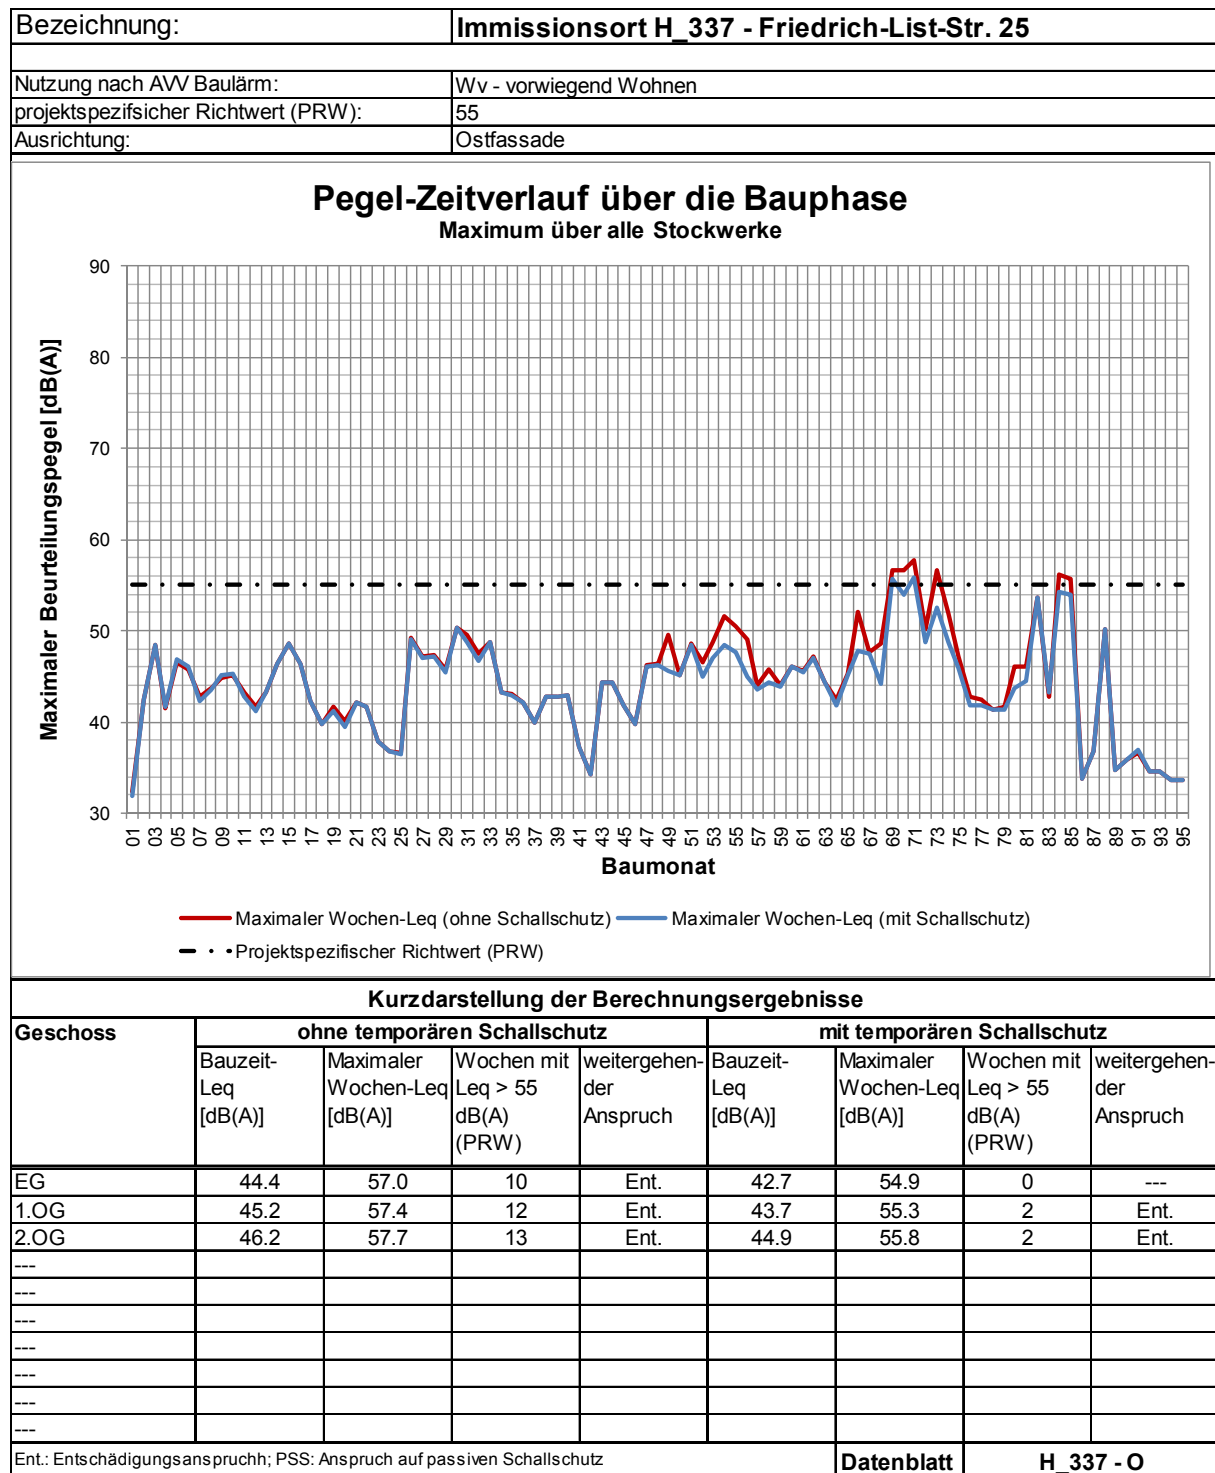 Bezeichnung: Immissionsort H_337 - Friedrich-List-Str. 25
Nutzung nach AVV Baulärm: Wv - vorwiegend Wohnen
projektspezifsicher Richtwert (PRW): 55
Ausrichtung: Ostfassade
Pegel-Zeitverlauf über die Bauphase
Maximum über alle Stockwerke
Maximaler Beurteilungspegel [dB(A)]
90
80
70
60
50
40
30
01 03 05 07 09 11 13 15 17 19 21 23 25 27 29 31 33 35 37 39 41 43 45 47 49 51 53 55 57 59 61 63 65 67 69 71 73 75 77 79 81 83 85 87 89 91 93 95
Baumonat
Maximaler Wochen-Leq (ohne Schallschutz) Maximaler Wochen-Leq (mit Schallschutz)
Projektspezifischer Richtwert (PRW)
Kurzdarstellung der Berechnungsergebnisse
Geschoss ohne temporären Schallschutz mit temporären Schallschutz
Bauzeit- Maximaler Wochen mit weitergehen- Bauzeit- Maximaler Wochen mit weitergehen-
Leq Wochen-Leq Leq > 55 der Leq Wochen-Leq Leq > 55 der
[dB(A)] [dB(A)] dB(A) Anspruch [dB(A)] [dB(A)] dB(A) Anspruch
(PRW) (PRW)
EG 44.4 57.0 10 Ent. 42.7 54.9 0 ---
1.OG 45.2 57.4 12 Ent. 43.7 55.3 2 Ent.
2.OG 46.2 57.7 13 Ent. 44.9 55.8 2 Ent.
---
---
---
---
---
---
---
Ent.: Entschädigungsanspruchh; PSS: Anspruch auf passiven Schallschutz Datenblatt H_337 - O